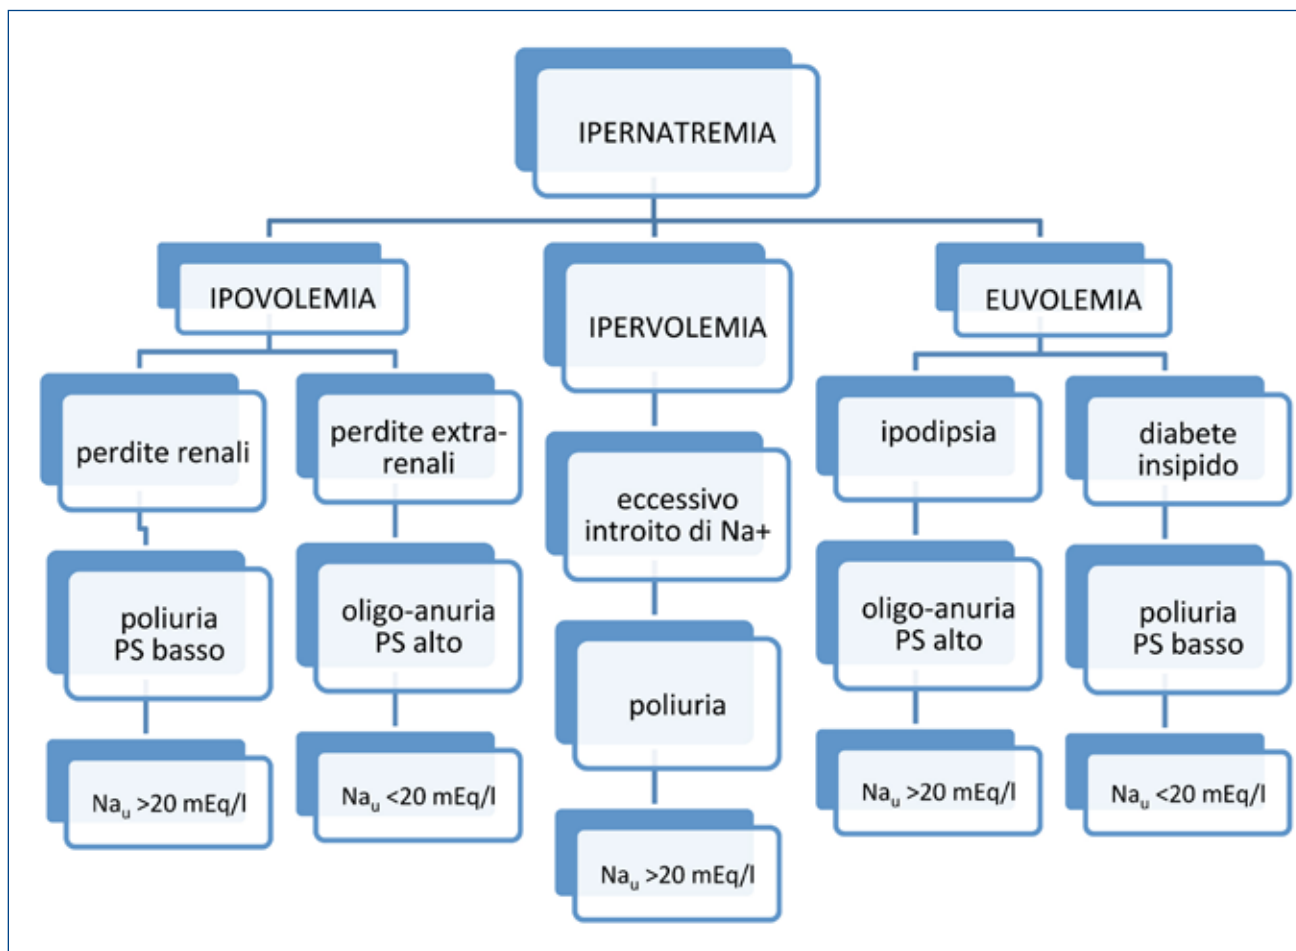 IPERNATREMIA
IPOVOLEMIA
IPERVOLEMIA
EUVOLEMIA
perdite renali
perdite extra-
renali
eccessivo
introito di Na+
ipodipsia
diabete
insipido
poliuria
PS basso
oligo-anuria
PS alto
poliuria
oligo-anuria
PS alto
poliuria
PS basso
Naᵤ >20 mEq/l
Naᵤ <20 mEq/l
Naᵤ >20 mEq/l
Naᵤ >20 mEq/l
Naᵤ <20 mEq/l